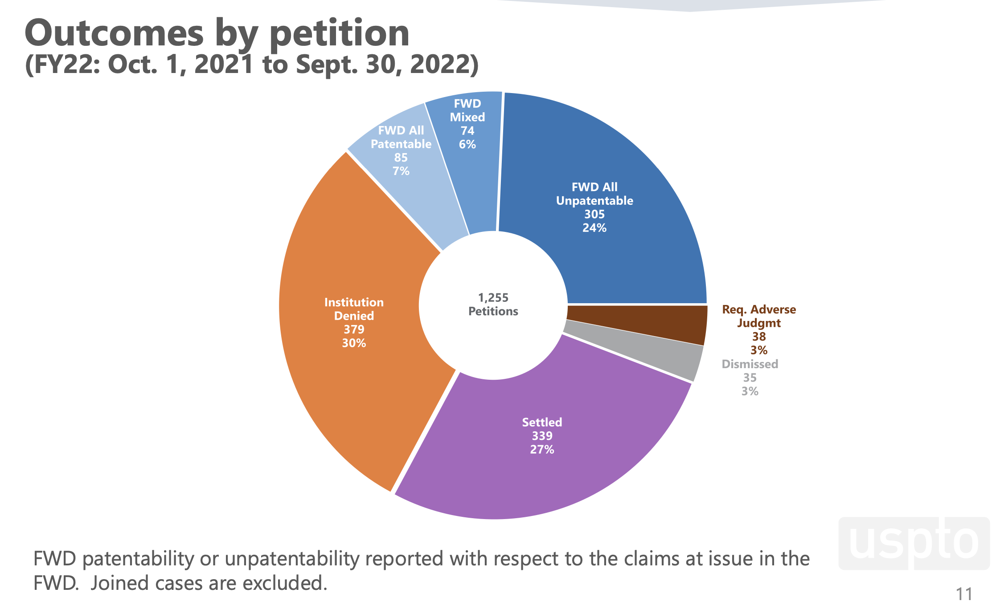 Outcomes by petition
(FY22: Oct. 1, 2021 to Sept. 30, 2022)
FWD
Mixed
74
6%
FWD All
Patentable
85
7%
FWD All
Unpatentable
305
24%
Institution
Denied
379
30%
1,255
Petitions
Req. Adverse
Judgmt
38
3%
Dismissed
35
3%
Settled
339
27%
uspto
FWD patentability or unpatentability reported with respect to the claims at issue in the
FWD.  Joined cases are excluded.
11